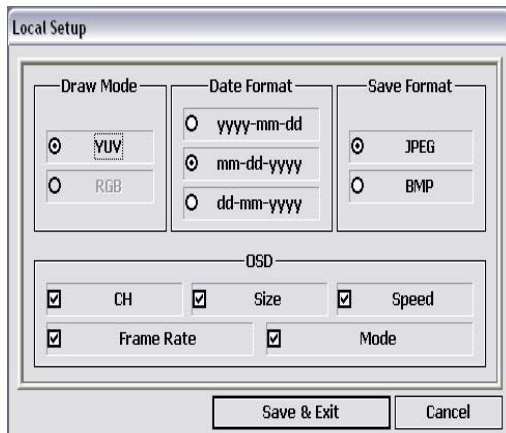 Local Setup
Draw Mode
YUV
RGB
Date Format
yyyy-mm-dd
mm-dd-yyyy
dd-mm-yyyy
Save Format
JPEG
BMP
OSD
CH
Size
Speed
Frame Rate
Mode
Save & Exit
Cancel